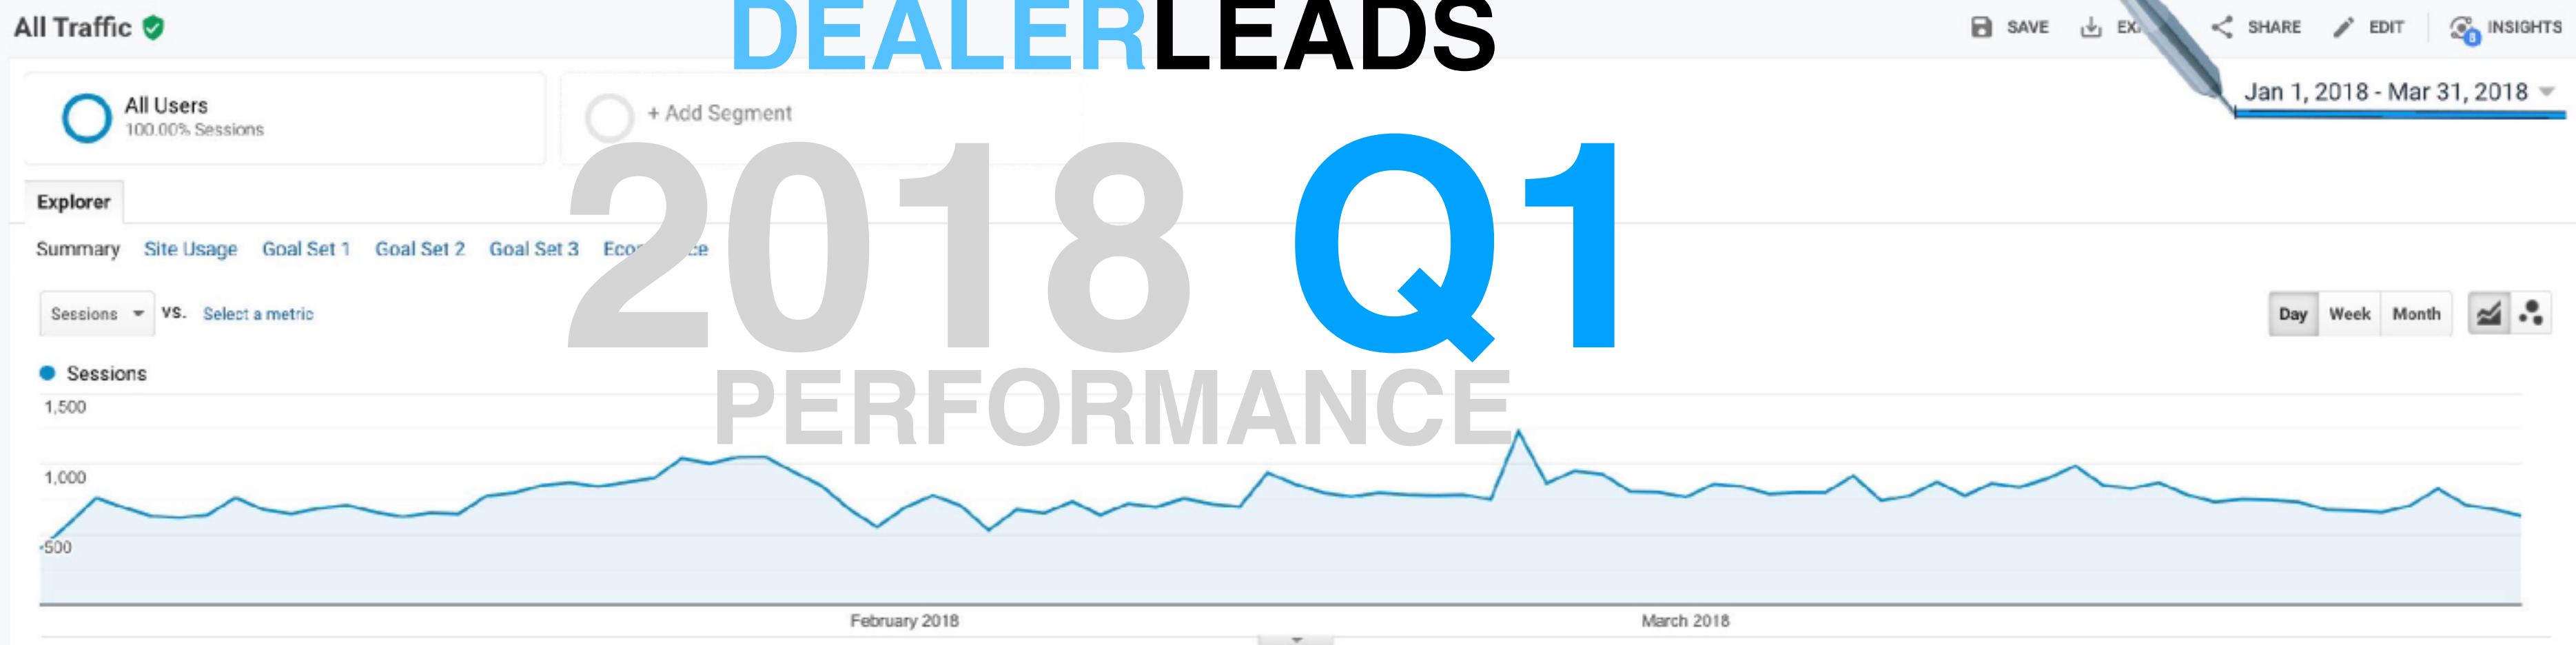 DEALERLEADS
All Traffic
SAVE
SHARE
EDIT
8
INSIGHTS
All Users
100.00% Sessions
+ Add Segment
Jan 1, 2018 - Mar 31, 2018
2018 Q1
Explorer
Summary Site Usage Goal Set 1 Goal Set 2 Goal Set 3
Sessions VS. Select a metric
Day Week Month
PERFORMANCE
Sessions
1,500
1,000
500
February 2018 March 2018